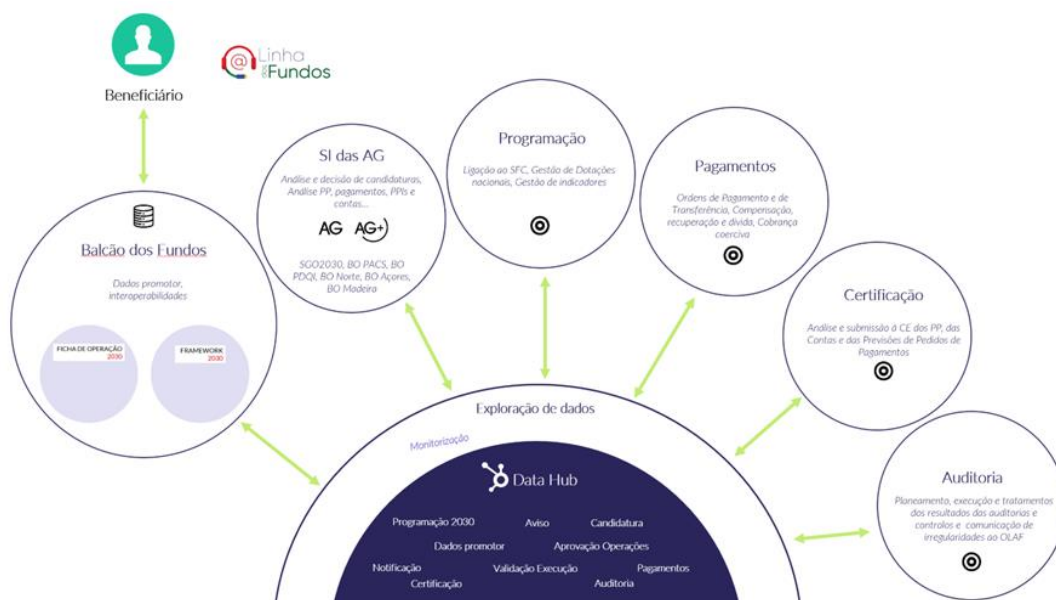 @ Linha
dos Fundos
Beneficiário
Balcão dos Fundos
Dados promotor,
interoperabilidades
FICHA DE OPERAÇÃO
2030
FRAMEWORK
2030
SI das AG
Análise e decisão de candidaturas,
Análise PP, pagamentos, PPIs e
contas...
AG AG+
SGO2030, BO PACS, BO
PDQI, BO Norte, BO Açores,
BO Madeira
Programação
Ligação ao SFC, Gestão de Dotações
nacionais, Gestão de indicadores
Pagamentos
Ordens de Pagamento e de
Transferência, Compensação,
recuperação e dívida, Cobrança
coerciva
Certificação
Análise e submissão à CE dos PP, das
Contas e das Previsões de Pedidos de
Pagamentos
Auditoria
Planeamento, execução e tratamentos
dos resultados das auditorias e
controlos e comunicação de
irregularidades ao OLAF
Exploração de dados
Monitorização
Data Hub
Programação 2030 Aviso Candidatura
Dados promotor Aprovação Operações
Notificação Validação Execução Pagamentos
Certificação Auditoria